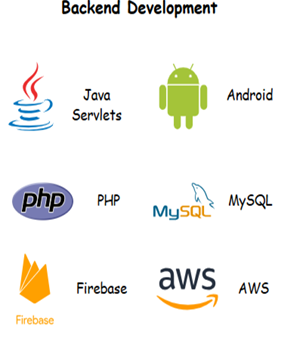 Backend Development
Java
Servlets
Android
php
PHP
MySQL
MySQL
Firebase
Firebase
aws
AWS